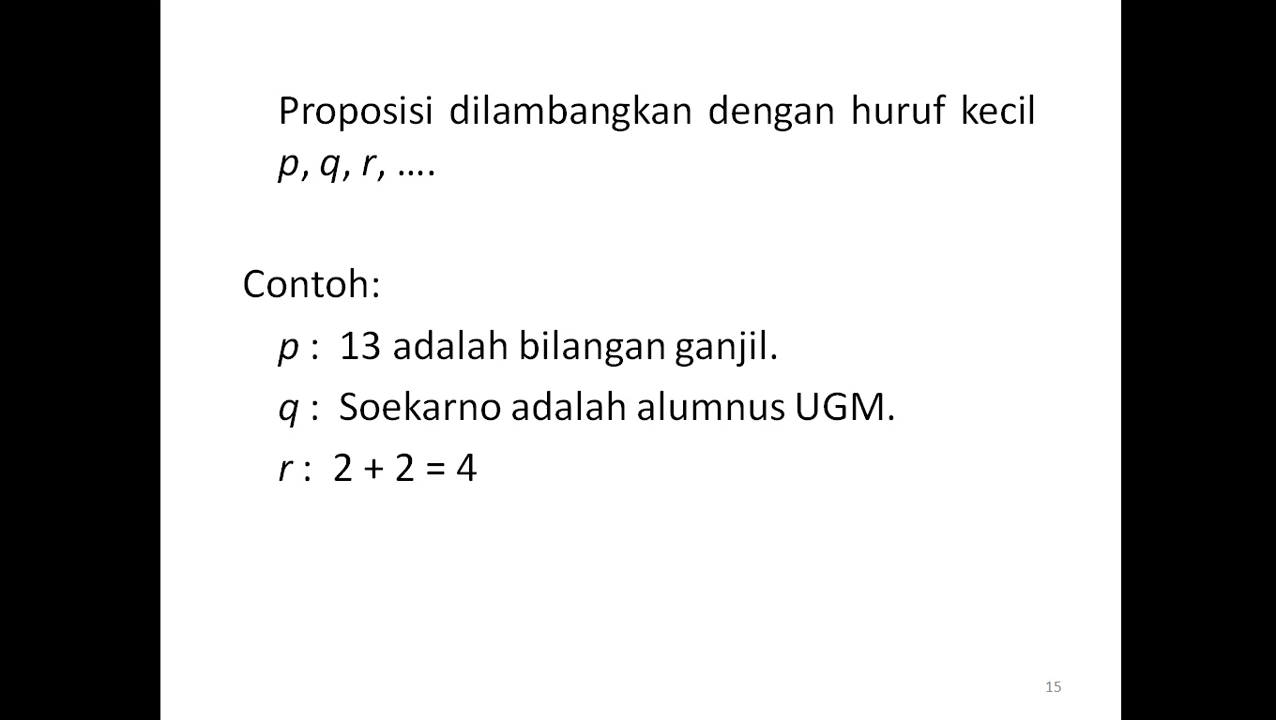 Proposisi dilambangkan dengan huruf kecil
p, q, r, ….
Contoh:
p : 13 adalah bilangan ganjil.
q : Soekarno adalah alumnus UGM.
r : 2 + 2 = 4
15